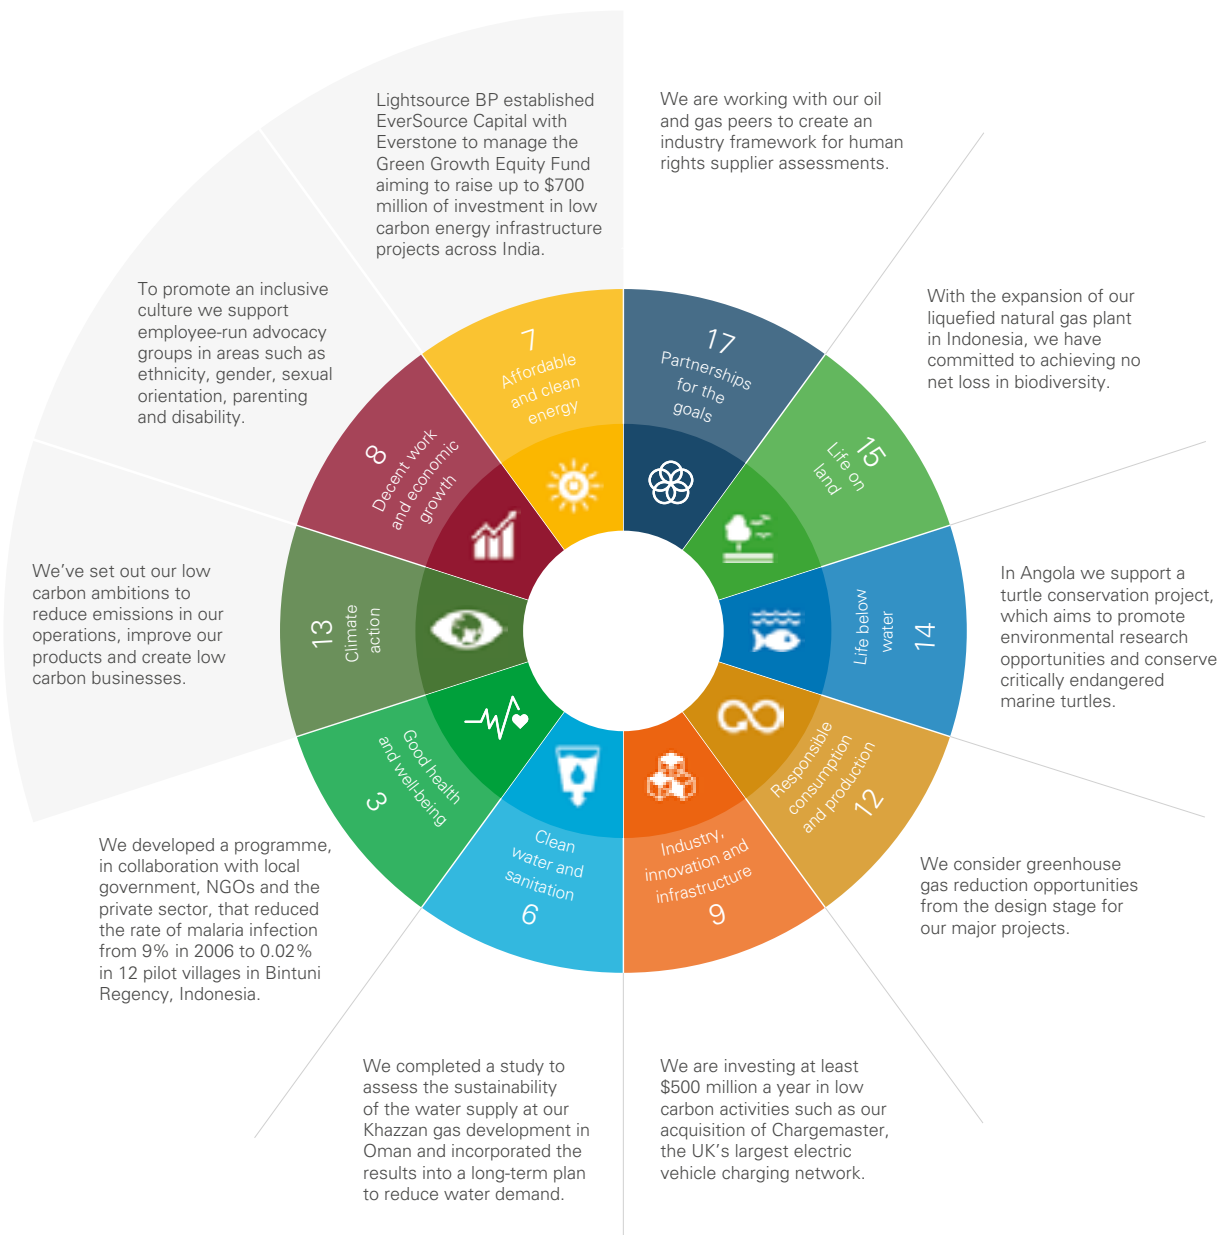 Lightsource BP established
EverSource Capital with
Everstone to manage the
Green Growth Equity Fund
aiming to raise up to $700
million of investment in low
carbon energy infrastructure
projects across India.
We are working with our oil
and gas peers to create an
industry framework for human
rights supplier assessments.
To promote an inclusive
culture we support
employee-run advocacy
groups in areas such as
ethnicity, gender, sexual
orientation, parenting
and disability.
With the expansion of our
liquefied natural gas plant
in Indonesia, we have
committed to achieving no
net loss in biodiversity.
7
Affordable
and clean
energy
17
Partnerships
for the
goals
8
Decent work
and economic
growth
15
Life on
land
We've set out our low
carbon ambitions to
reduce emissions in our
operations, improve our
products and create low
carbon businesses.
13
Climate
action
Life below
water
14
In Angola we support a
turtle conservation project,
which aims to promote
environmental research
opportunities and conserve
critically endangered
marine turtles.
Good health
and well-being
3
Responsible
consumption
and production
12
Clean
water and
sanitation
6
Industry,
innovation and
infrastructure
9
We developed a programme,
in collaboration with local
government, NGOs and the
private sector, that reduced
the rate of malaria infection
from 9% in 2006 to 0.02%
in 12 pilot villages in Bintuni
Regency, Indonesia.
We consider greenhouse
gas reduction opportunities
from the design stage for
our major projects.
We completed a study to
assess the sustainability
of the water supply at our
Khazzan gas development in
Oman and incorporated the
results into a long-term plan
to reduce water demand.
We are investing at least
$500 million a year in low
carbon activities such as our
acquisition of Chargemaster,
the UK's largest electric
vehicle charging network.